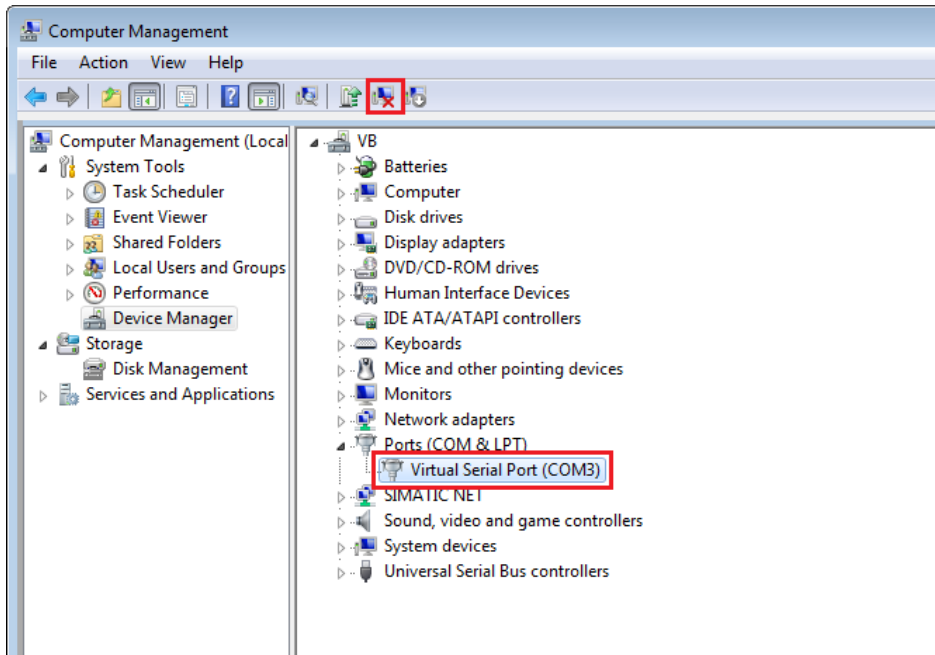 Computer Management
File Action View Help
Computer Management (Local
System Tools
Task Scheduler
Event Viewer
Shared Folders
Local Users and Groups
Performance
Device Manager
Storage
Disk Management
Services and Applications
VB
Batteries
Computer
Disk drives
Display adapters
DVD/CD-ROM drives
Human Interface Devices
IDE ATA/ATAPI controllers
Keyboards
Mice and other pointing devices
Monitors
Network adapters
Ports (COM & LPT)
Virtual Serial Port (COM3)
SIMATIC NET
Sound, video and game controllers
System devices
Universal Serial Bus controllers